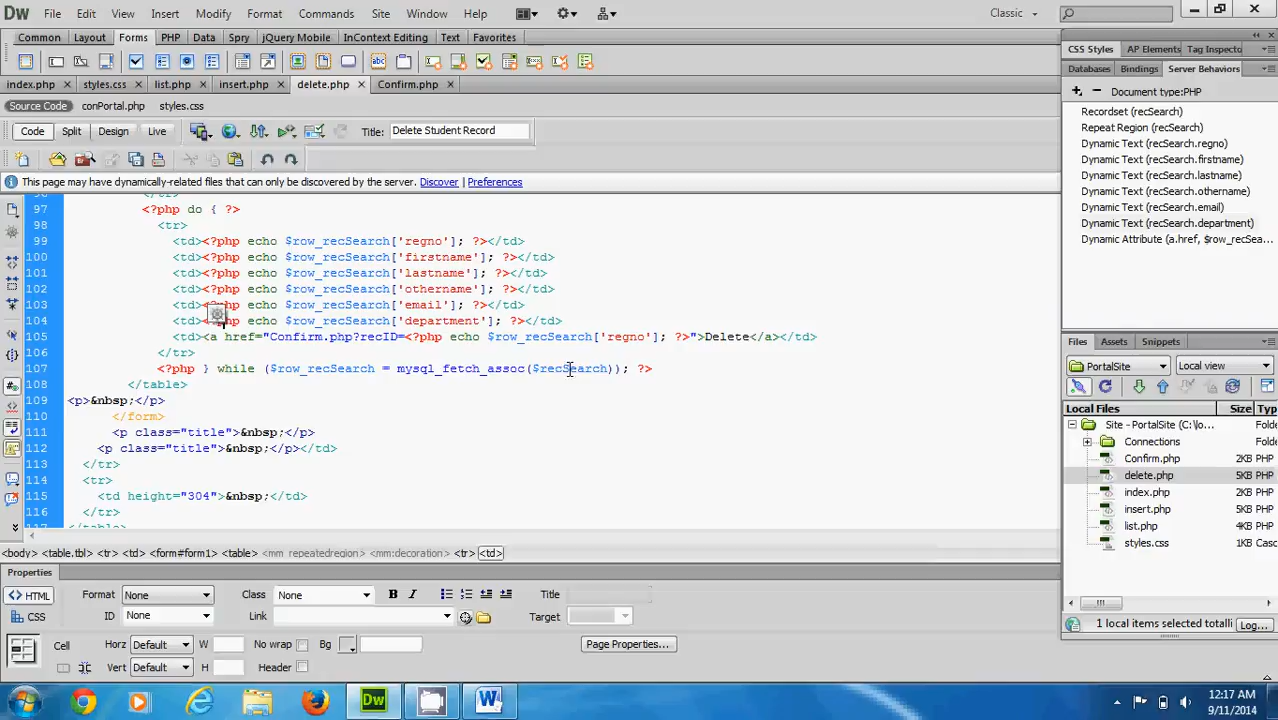 Dw File Edit View Insert Modify Format Commands Site Window Help Classic
Common Layout Forms PHP Data Spry jQuery Mobile InContext Editing Text Favorites
index.php × styles.css × list.php × insert.php × delete.php × Confirm.php ×
Source Code conPortal.php styles.css
Code Split Design Live Title: Delete Student Record
This page may have dynamically-related files that can only be discovered by the server. Discover | Preferences
97 <?php do { ?>
98 <tr>
99 <td><?php echo $row_recSearch['regno']; ?></td>
100 <td><?php echo $row_recSearch['firstname']; ?></td>
101 <td><?php echo $row_recSearch['lastname']; ?></td>
102 <td><?php echo $row_recSearch['othername']; ?></td>
103 <td><?php echo $row_recSearch['email']; ?></td>
104 <td><?php echo $row_recSearch['department']; ?></td>
105 <td><a href="Confirm.php?recID=<?php echo $row_recSearch['regno']; ?>">Delete</a></td>
106 </tr>
107 <?php } while ($row_recSearch = mysql_fetch_assoc($recSearch)); ?>
108 </table>
109 <p>&nbsp;</p>
110 </form>
111 <p class="title">&nbsp;</p>
112 <p class="title">&nbsp;</p></td>
113 </tr>
114 <tr>
115 <td height="304">&nbsp;</td>
116 </tr>
117 </table>
<body> <table.tbl> <tr> <td> <form#form1> <table> <mm:repeatedregion> <mm:decoration> <tr> <td>
Properties
HTML Format None Class None B I Title
CSS ID None Link Target
Cell Horz Default W No wrap Bg Page Properties...
Vert Default H Header
CSS Styles AP Elements Tag Inspecto
Databases Bindings Server Behaviors
Document type:PHP
Recordset (recSearch)
Repeat Region (recSearch)
Dynamic Text (recSearch.regno)
Dynamic Text (recSearch.firstname)
Dynamic Text (recSearch.lastname)
Dynamic Text (recSearch.othername)
Dynamic Text (recSearch.email)
Dynamic Text (recSearch.department)
Dynamic Attribute (a.href, $row_recSea...
Files Assets Snippets
PortalSite Local view
Local Files Size Typ
Site - PortalSite (C:\lo... Folde
Connections Folde
Confirm.php 2KB PHP
delete.php 5KB PHP
index.php 2KB PHP
insert.php 5KB PHP
list.php 4KB PHP
styles.css 1KB Casc
1 local items selected totalli Log...
12:17 AM
9/11/2014